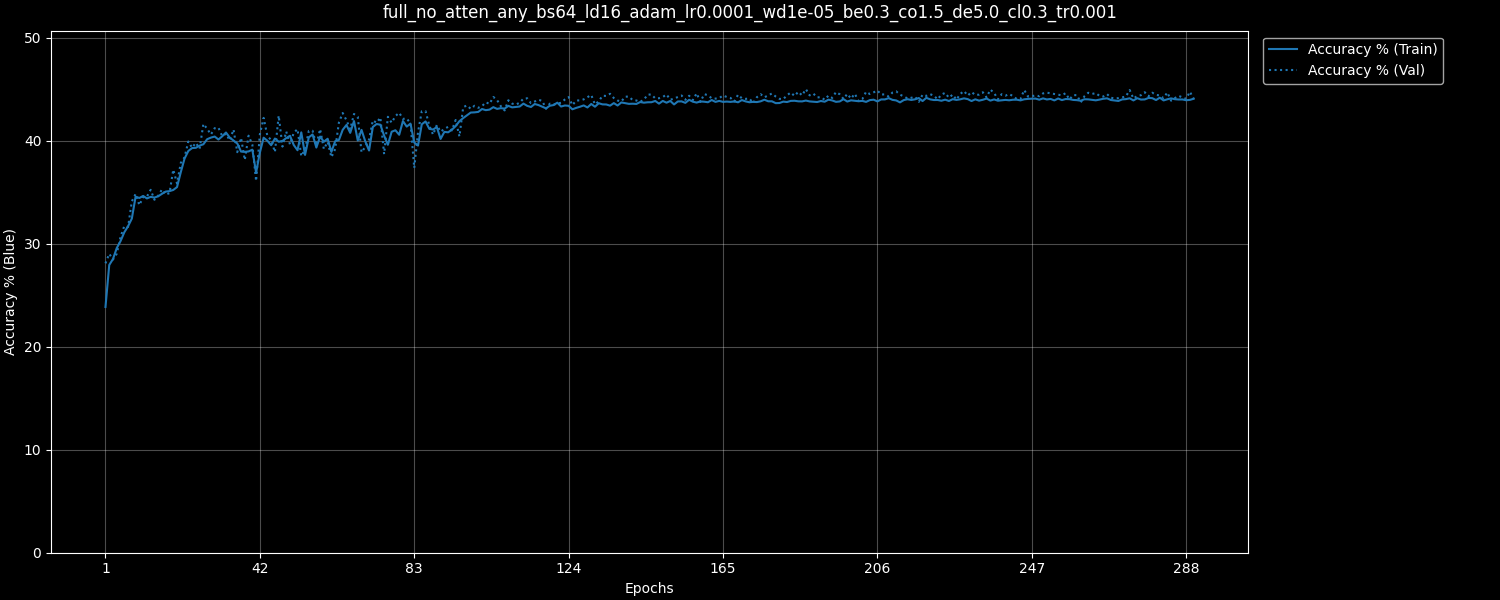 full_no_atten_any_bs64_ld16_adam_lr0.0001_wd1e-05_be0.3_co1.5_de5.0_cl0.3_tr0.001
Accuracy % (Train)
Accuracy % (Val)
Accuracy % (Blue)
50
40
30
20
10
0
1 42 83 124 165 206 247 288
Epochs